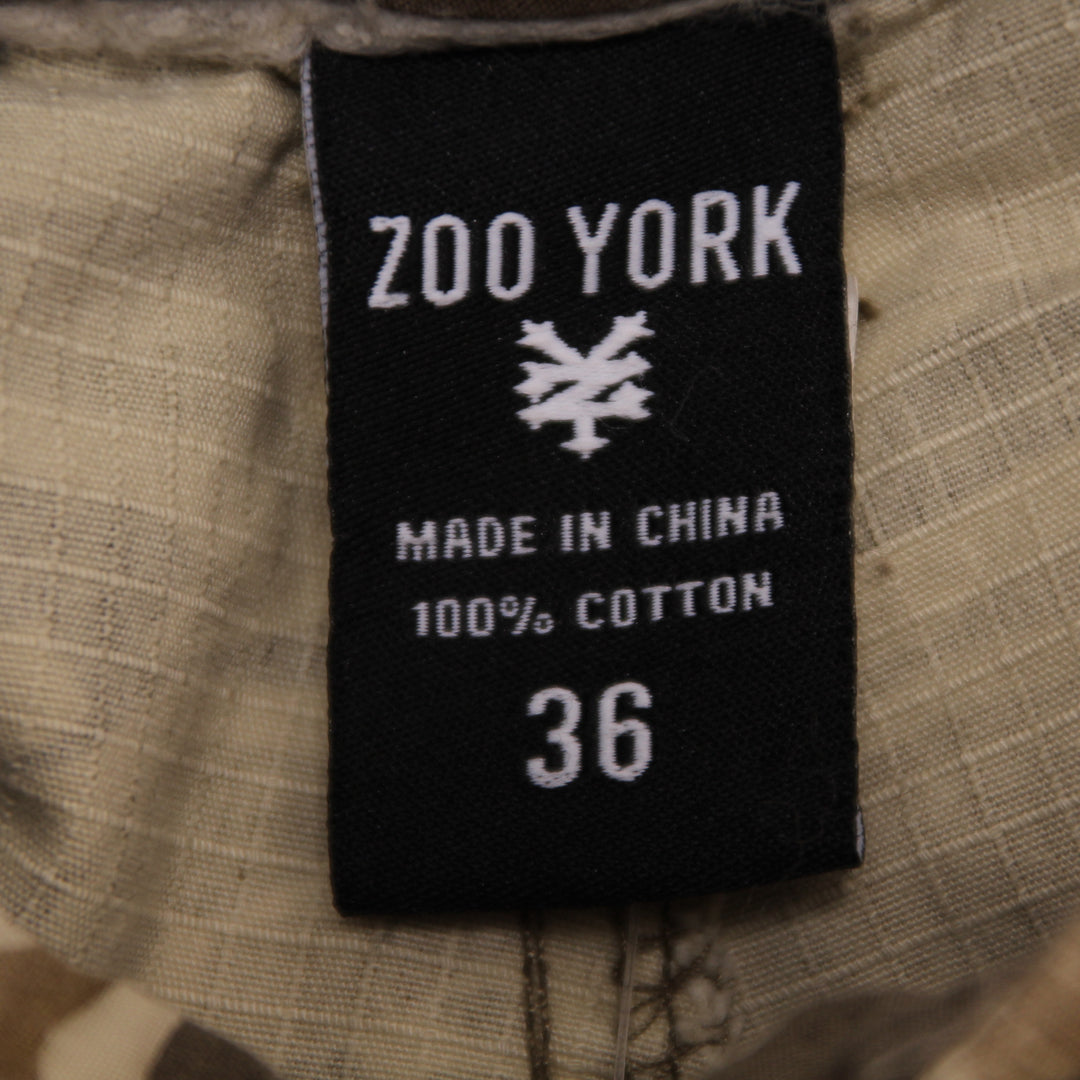 ZOO YORK
MADE IN CHINA
100% COTTON
36